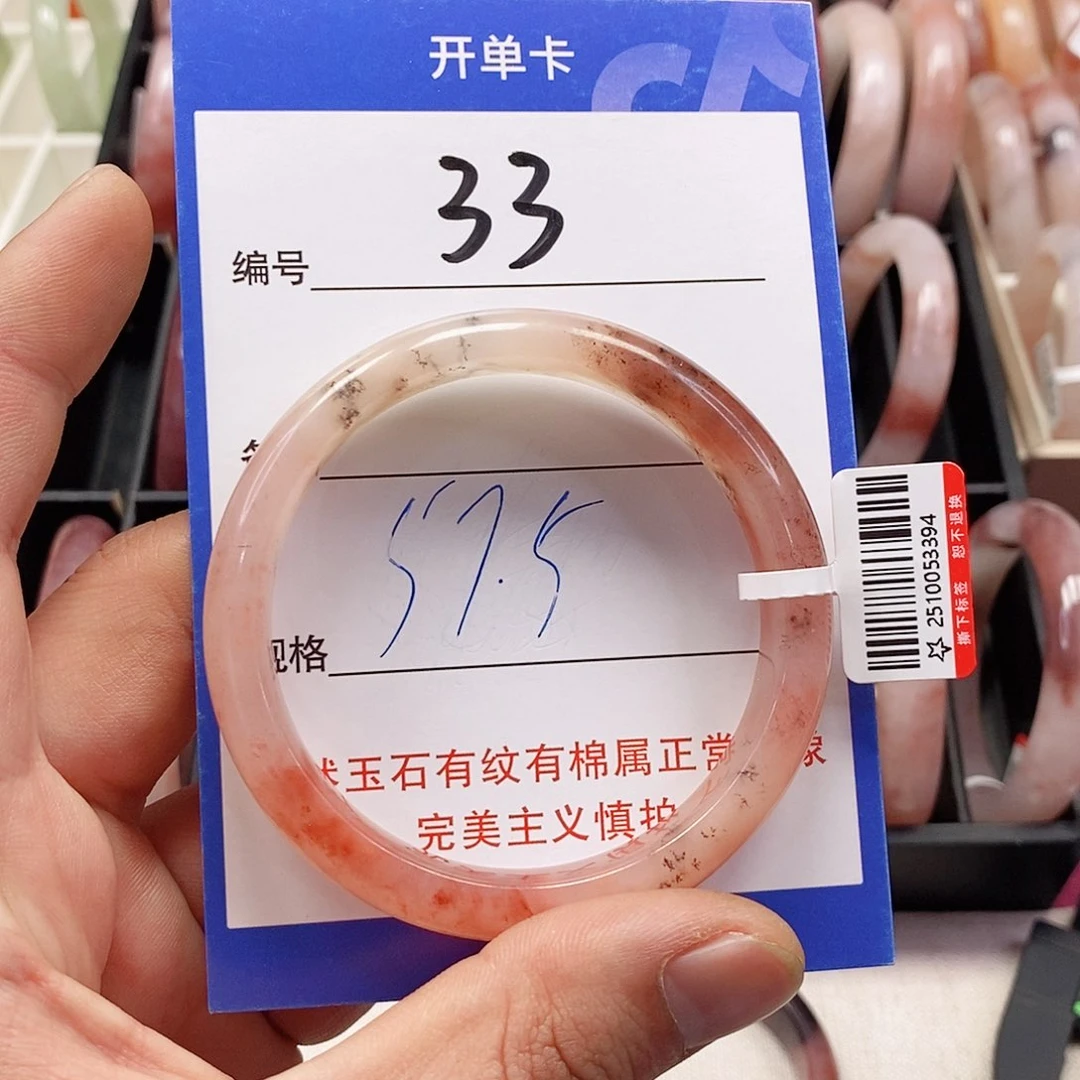 开单卡
33
编号
57.5
格
玉石有纹有棉属正常
完美主义慎拍
2510053394
撕下标签 恕不退换